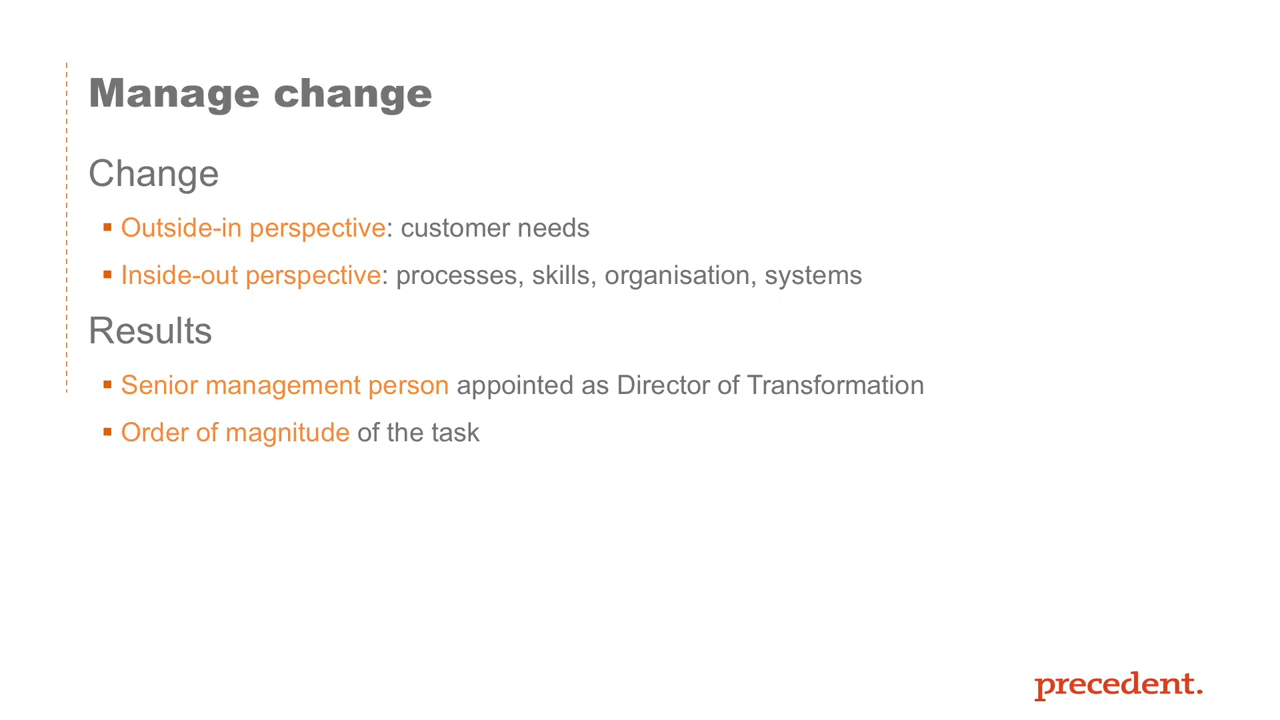 Manage change
Change
▪ Outside-in perspective: customer needs
▪ Inside-out perspective: processes, skills, organisation, systems
Results
▪ Senior management person appointed as Director of Transformation
▪ Order of magnitude of the task
precedent.